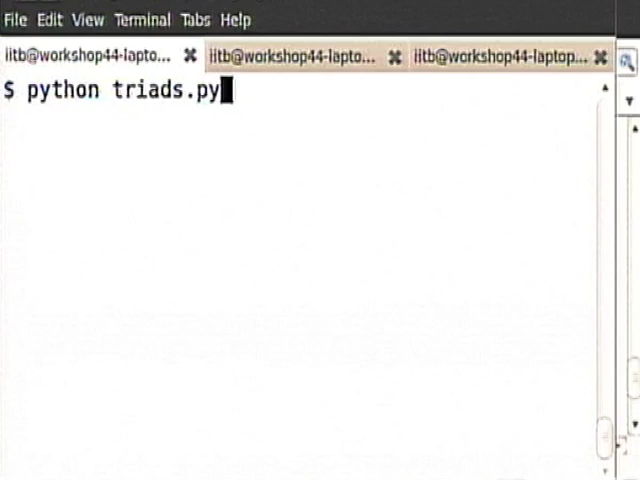 File Edit View Terminal Tabs Help
iitb@workshop44-lapto... iitb@workshop44-lapto... iitb@workshop44-laptop...
$ python triads.py